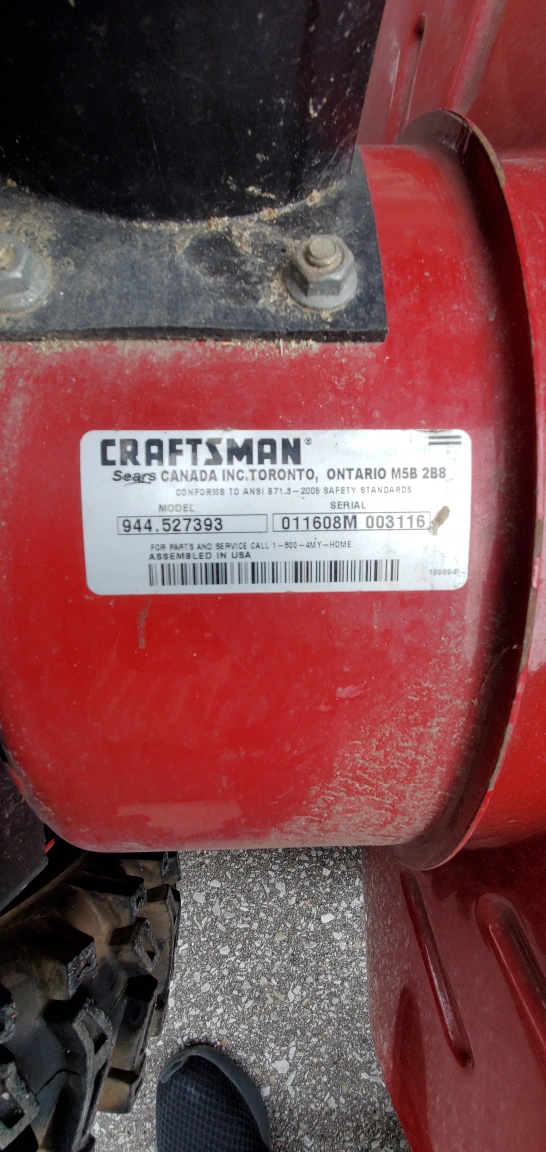 CRAFTSMAN®
Sears CANADA INC. TORONTO, ONTARIO M5B 2B8
CONFORMS TO ANSI B71.3-2005 SAFETY STANDARDS
MODEL SERIAL
944.527393 011608M 003116
FOR PARTS AND SERVICE CALL 1-800-4MY-HOME
ASSEMBLED IN USA